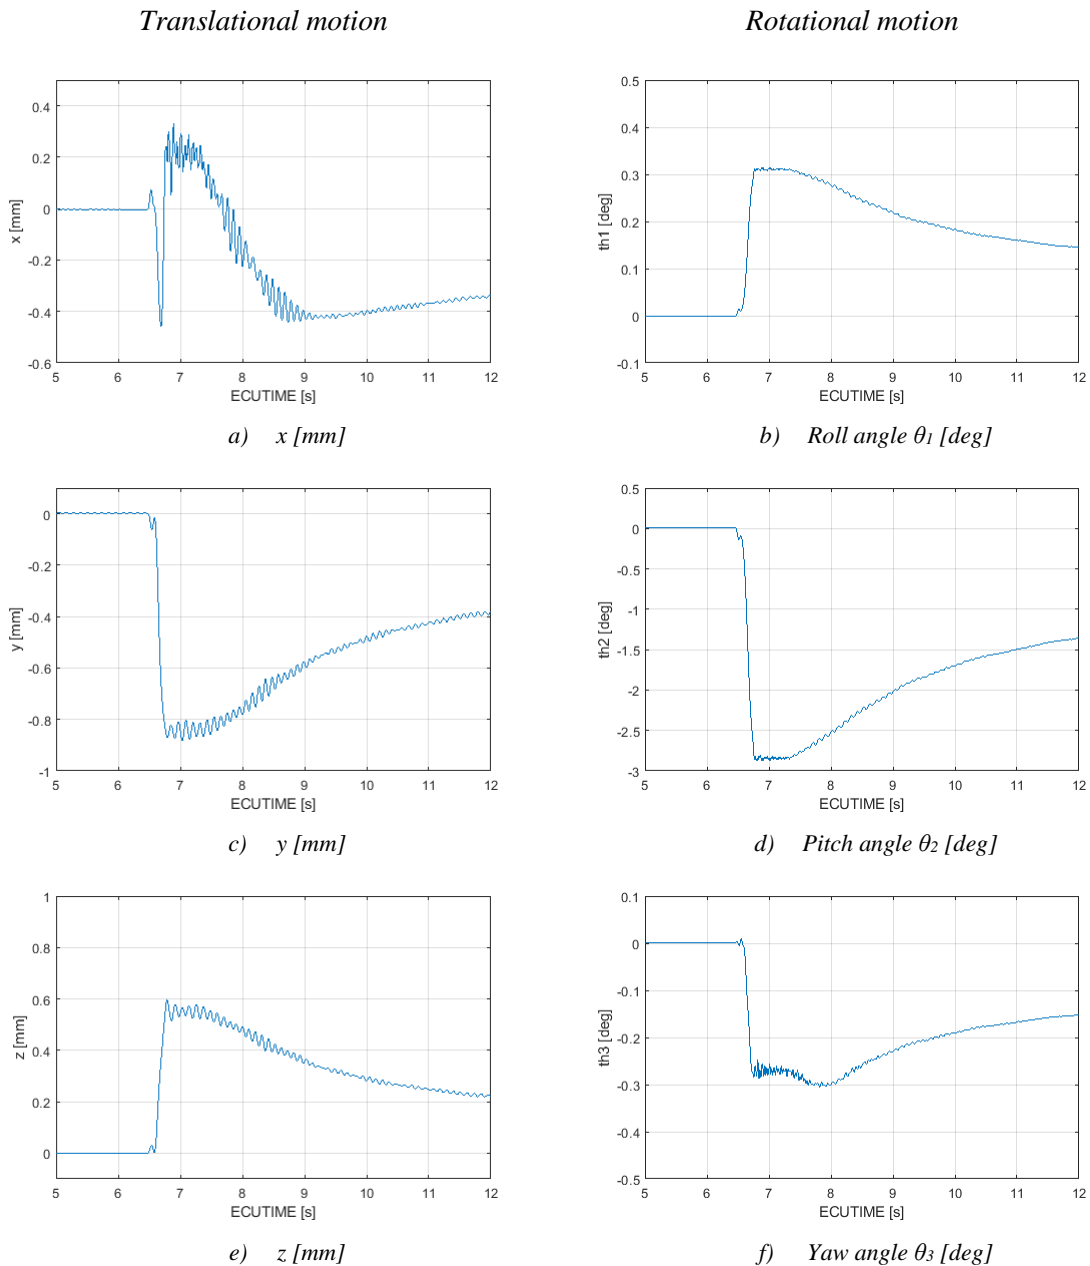 Translational motion
Rotational motion
0.4
0.2
0
-0.2
-0.4
-0.6
x [mm]
5 6 7 8 9 10 11 12
ECUTIME [s]
a) x [mm]
0.5
0.4
0.3
0.2
0.1
0
-0.1
th1 [deg]
5 6 7 8 9 10 11 12
ECUTIME [s]
b) Roll angle θ1 [deg]
0
-0.2
-0.4
-0.6
-0.8
-1
y [mm]
5 6 7 8 9 10 11 12
ECUTIME [s]
c) y [mm]
0.5
0
-0.5
-1
-1.5
-2
-2.5
-3
th2 [deg]
5 6 7 8 9 10 11 12
ECUTIME [s]
d) Pitch angle θ2 [deg]
1
0.8
0.6
0.4
0.2
0
z [mm]
5 6 7 8 9 10 11 12
ECUTIME [s]
e) z [mm]
0.1
0
-0.1
-0.2
-0.3
-0.4
-0.5
th3 [deg]
5 6 7 8 9 10 11 12
ECUTIME [s]
f) Yaw angle θ3 [deg]